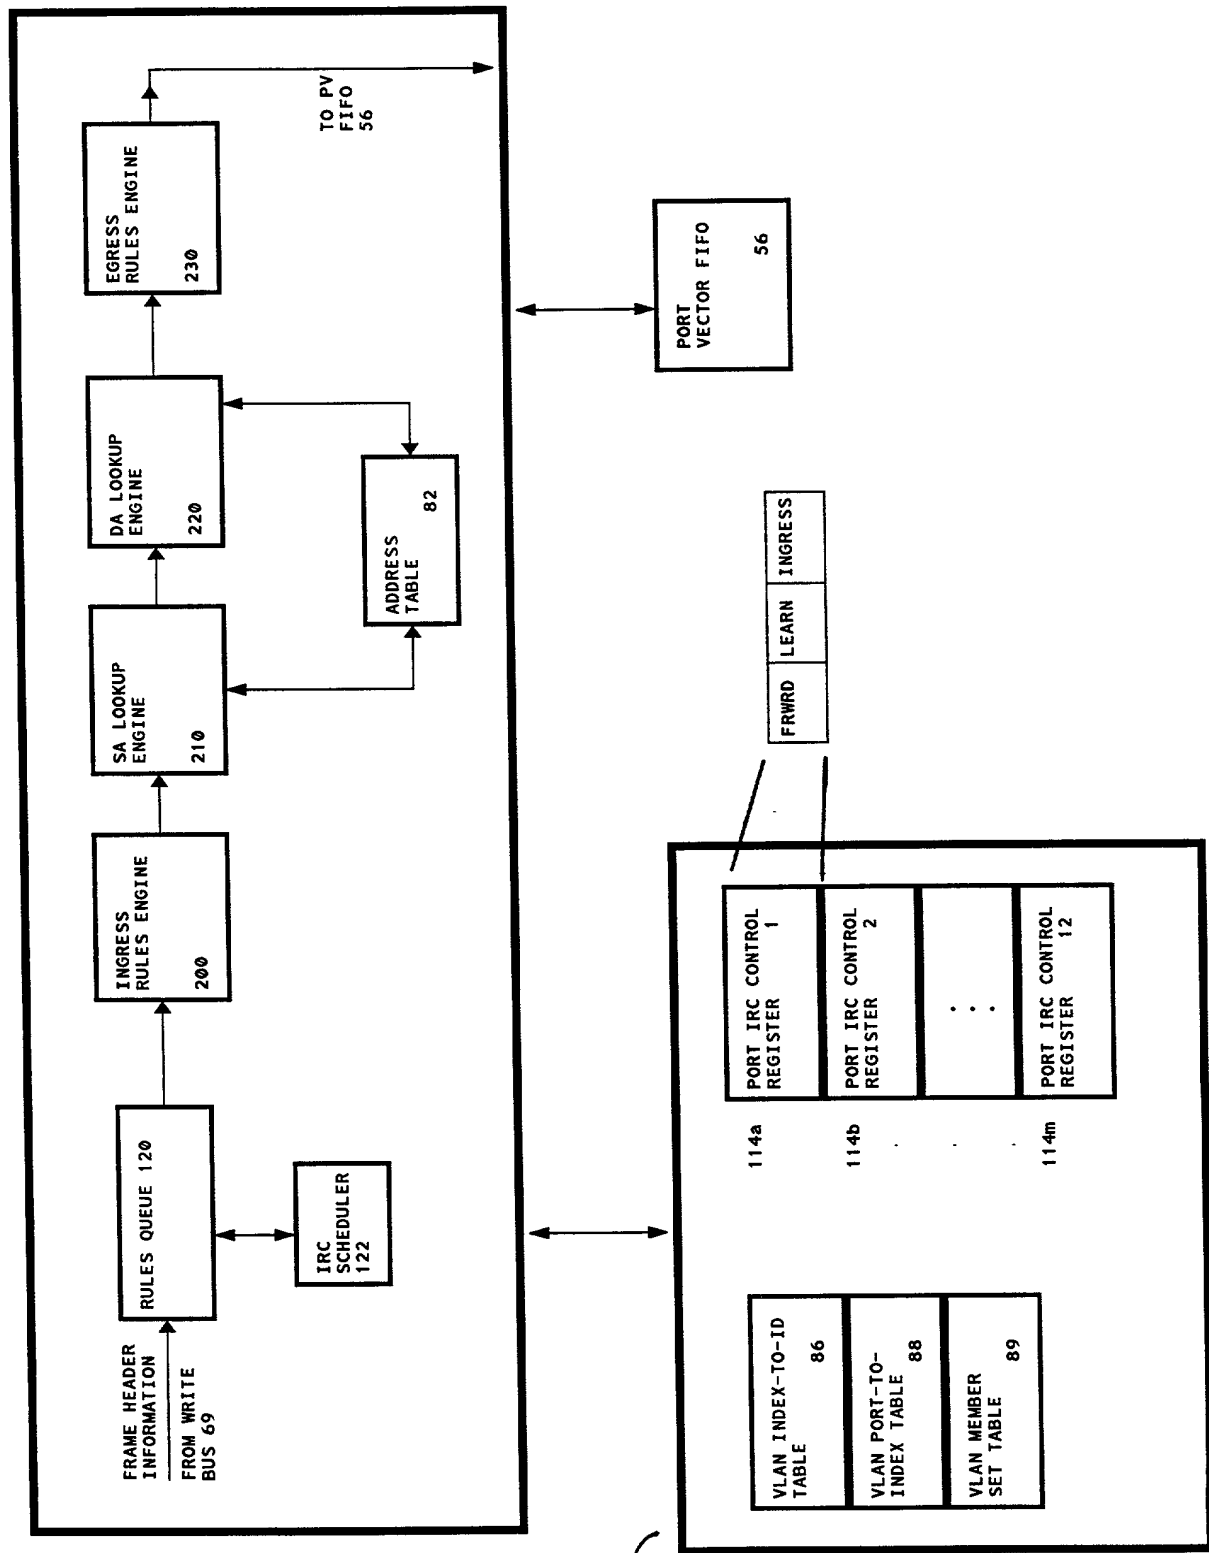 FRAME HEADER
INFORMATION
FROM WRITE
BUS 69
RULES QUEUE 120
IRC
SCHEDULER
122
INGRESS
RULES ENGINE
200
SA LOOKUP
ENGINE
210
DA LOOKUP
ENGINE
220
EGRESS
RULES ENGINE
230
ADDRESS
TABLE
82
TO PV
FIFO
56
PORT
VECTOR FIFO
56
FRWRD LEARN INGRESS
VLAN INDEX-TO-ID
TABLE
86
VLAN PORT-TO-
INDEX TABLE
88
VLAN MEMBER
SET TABLE
89
114a
PORT IRC CONTROL
REGISTER 1
114b
PORT IRC CONTROL
REGISTER 2
. . .
114m
PORT IRC CONTROL
REGISTER 12